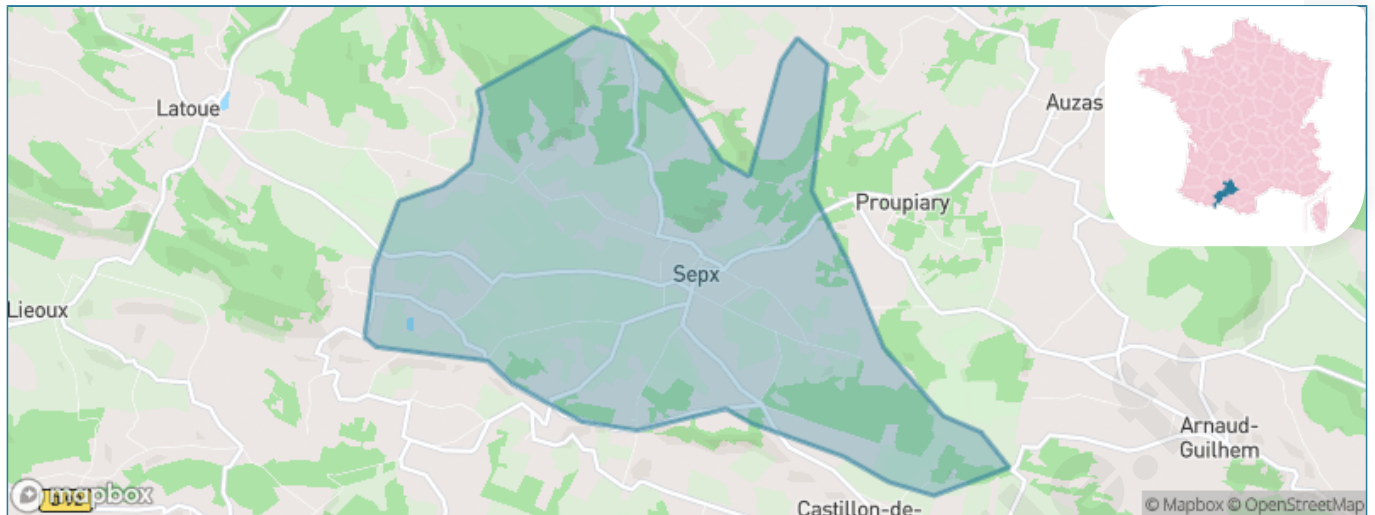 Latoue
Auzas
Proupiary
Sepx
Lieoux
Arnaud-
Guilhem
Castillon-de-
mapbox
© Mapbox © OpenStreetMap